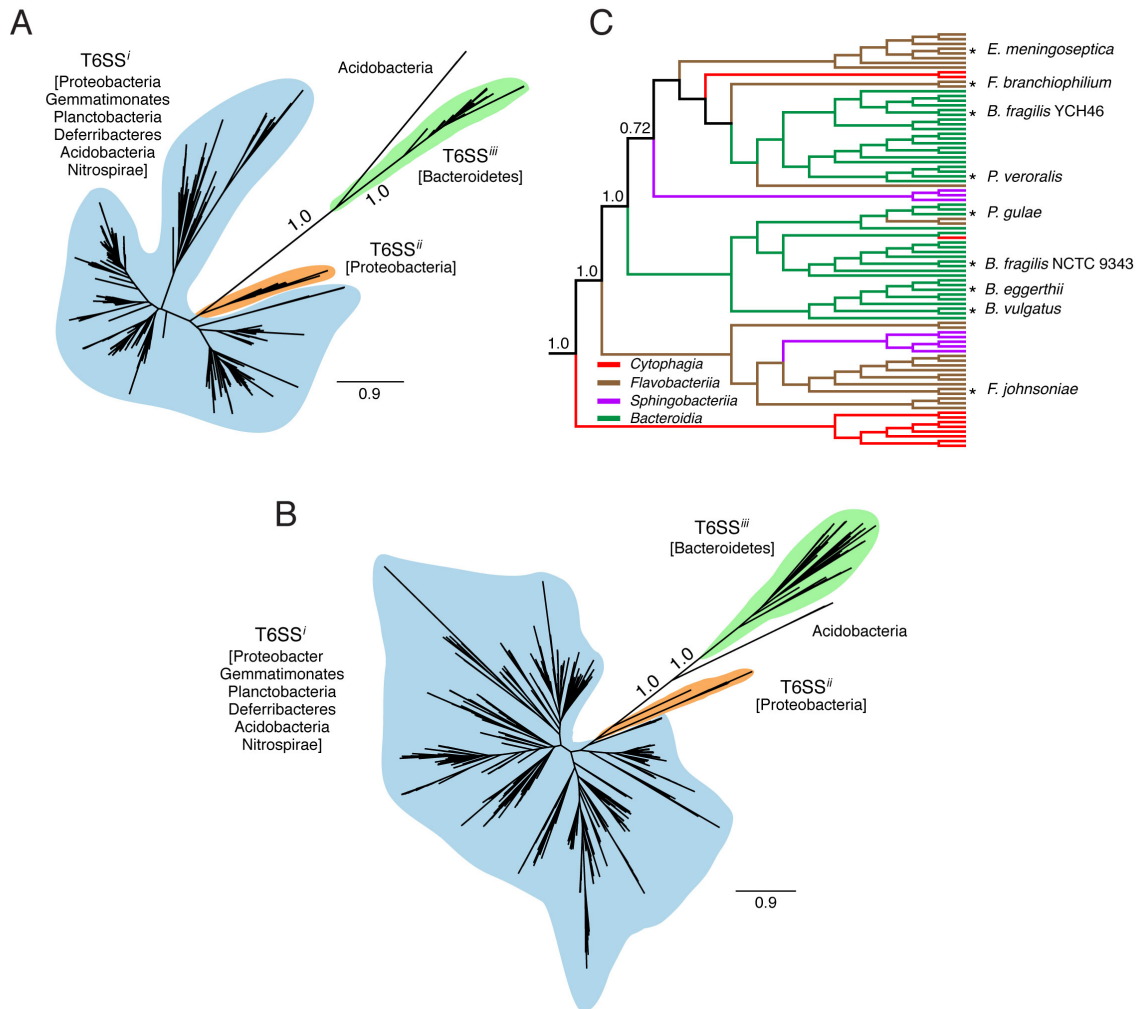 A
T6SSi
[Proteobacteria
Gemmatimonates
Planctobacteria
Deferribacteres
Acidobacteria
Nitrospirae]
Acidobacteria
T6SSiii
[Bacteroidetes]
1.0
1.0
T6SSii
[Proteobacteria]
0.9
C
* E. meningoseptica
* F. branchiophilium
* B. fragilis YCH46
0.72
* P. veroralis
1.0
* P. gulae
* B. fragilis NCTC 9343
1.0
* B. eggerthii
* B. vulgatus
1.0
Cytophagia
Flavobacteriia
Sphingobacteriia
Bacteroidia
* F. johnsoniae
B
T6SSiii
[Bacteroidetes]
Acidobacteria
T6SSi
[Proteobacter
Gemmatimonates
Planctobacteria
Deferribacteres
Acidobacteria
Nitrospirae]
1.0
1.0
T6SSii
[Proteobacteria]
0.9